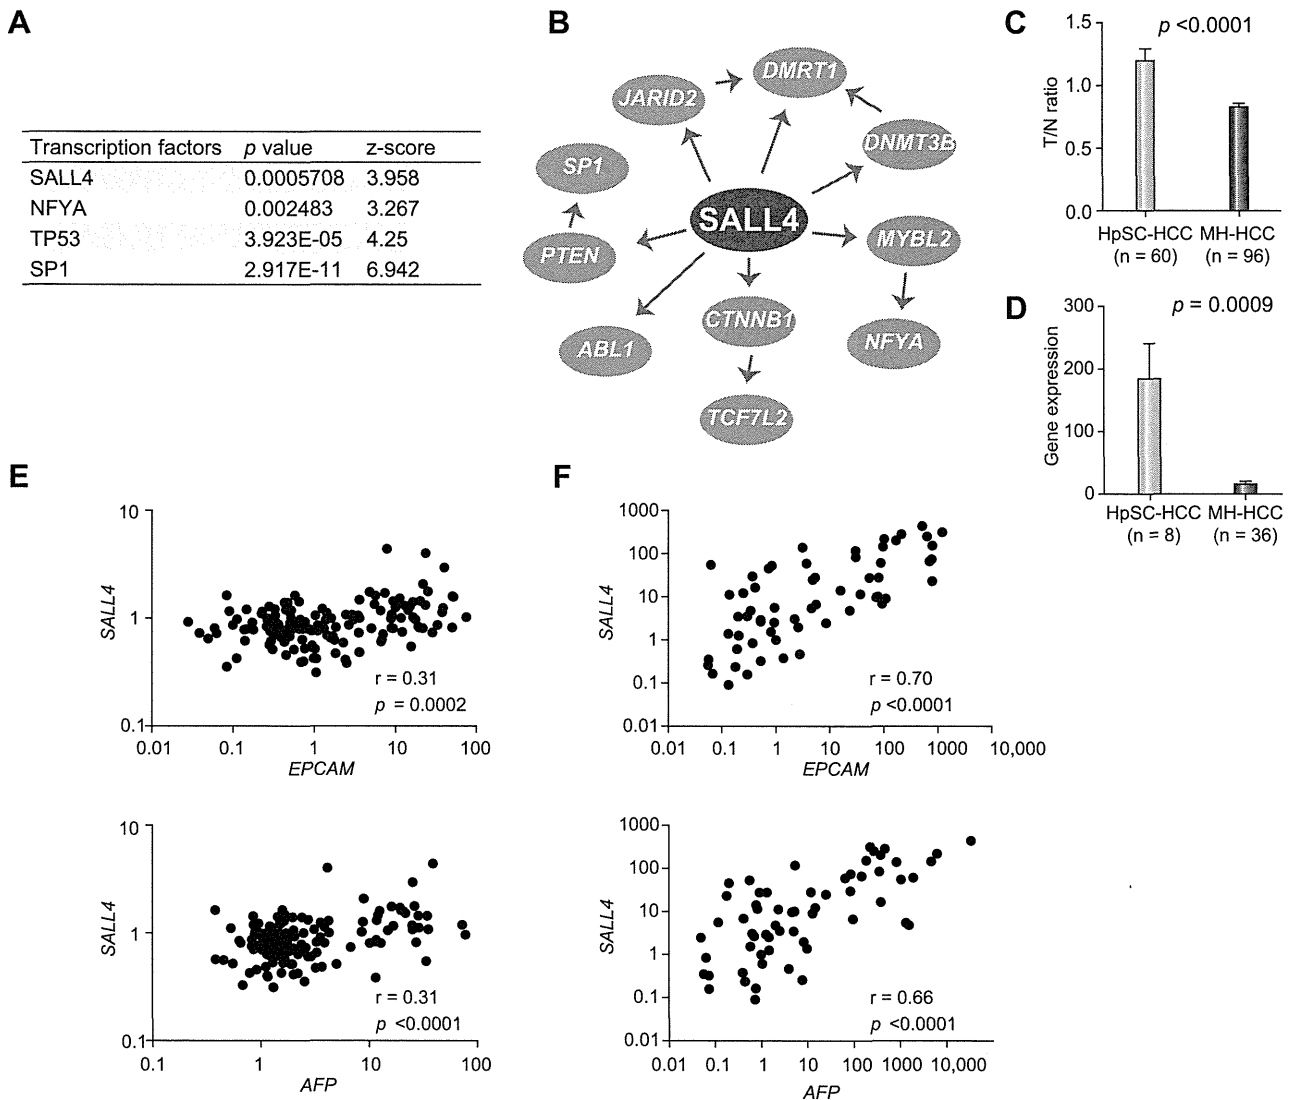 A
Transcription factors p value z-score
SALL4 0.0005708 3.958
NFYA 0.002483 3.267
TP53 3.923E-05 4.25
SP1 2.917E-11 6.942
B
DMRT1
JARID2
DNMT3B
SP1
SALL4
MYBL2
PTEN
CTNNB1
ABL1
NFYA
TCF7L2
C
p <0.0001
1.5
1.0
0.5
0.0
T/N ratio
HpSC-HCC MH-HCC
(n = 60) (n = 96)
D
p = 0.0009
300
200
100
0
Gene expression
HpSC-HCC MH-HCC
(n = 8) (n = 36)
E
10
1
0.1
SALL4
r = 0.31
p = 0.0002
0.01 0.1 1 10 100
EPCAM
10
1
0.1
SALL4
r = 0.31
p <0.0001
0.1 1 10 100
AFP
F
1000
100
10
1
0.1
0.01
SALL4
r = 0.70
p <0.0001
0.01 0.1 1 10 100 1000 10,000
EPCAM
1000
100
10
1
0.1
0.01
SALL4
r = 0.66
p <0.0001
0.01 0.1 1 10 100 1000 10,000
AFP